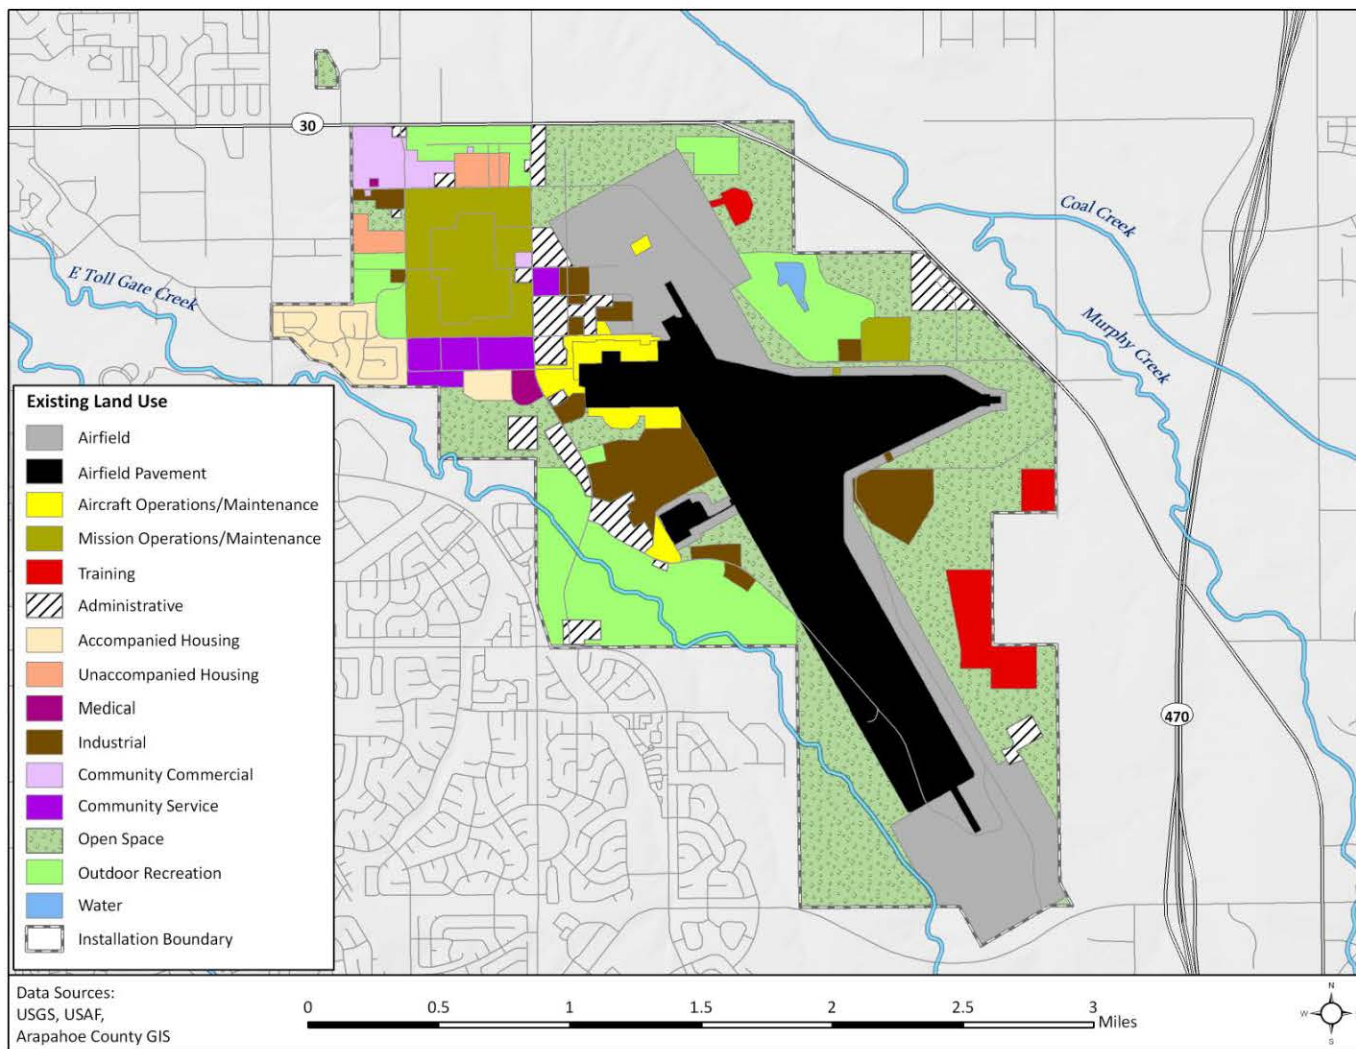 30
Coal Creek
E Toll Gate Creek
Murphy Creek
Existing Land Use
Airfield
Airfield Pavement
Aircraft Operations/Maintenance
Mission Operations/Maintenance
Training
Administrative
Accompanied Housing
Unaccompanied Housing
Medical
Industrial
Community Commercial
Community Service
Open Space
Outdoor Recreation
Water
Installation Boundary
470
Data Sources:
USGS, USAF,
Arapahoe County GIS
0 0.5 1 1.5 2 2.5 3
Miles
N
W E
S